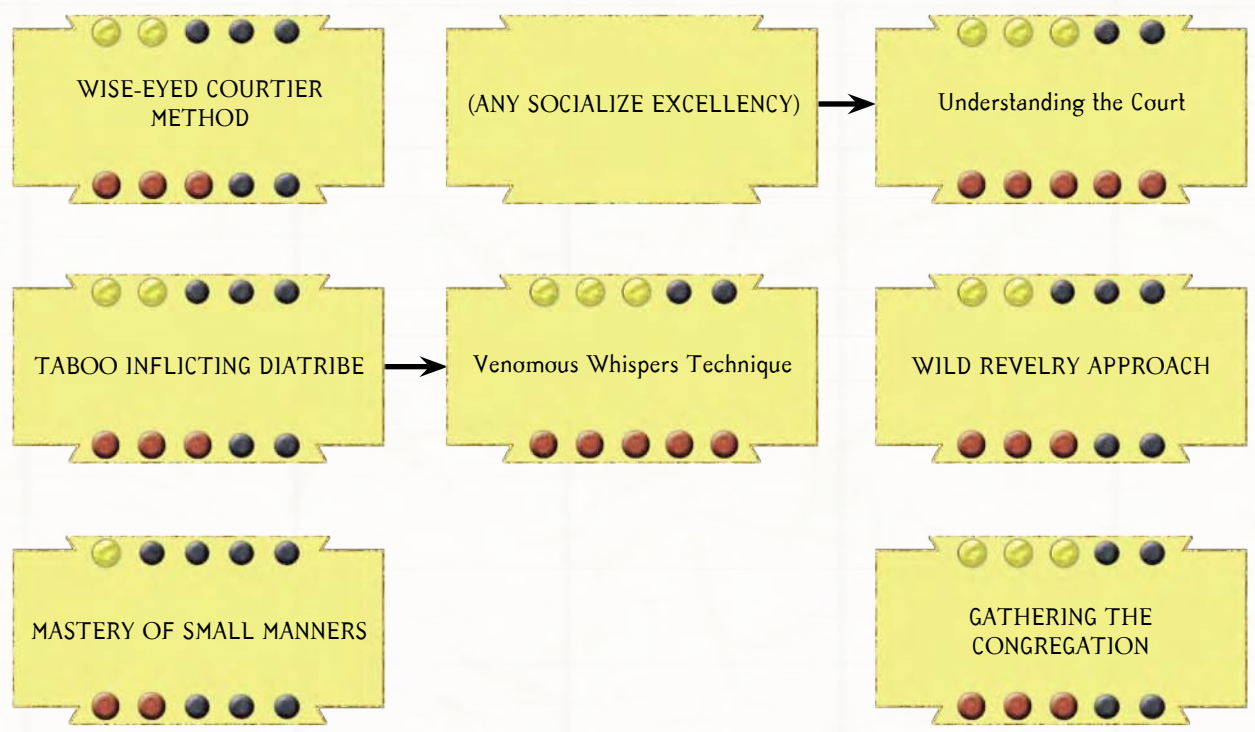 WISE-EYED COURTIER
METHOD
(ANY SOCIALIZE EXCELLENCY)
Understanding the Court
TABOO INFLICTING DIATRIBE
Venomous Whispers Technique
WILD REVELRY APPROACH
MASTERY OF SMALL MANNERS
GATHERING THE
CONGREGATION